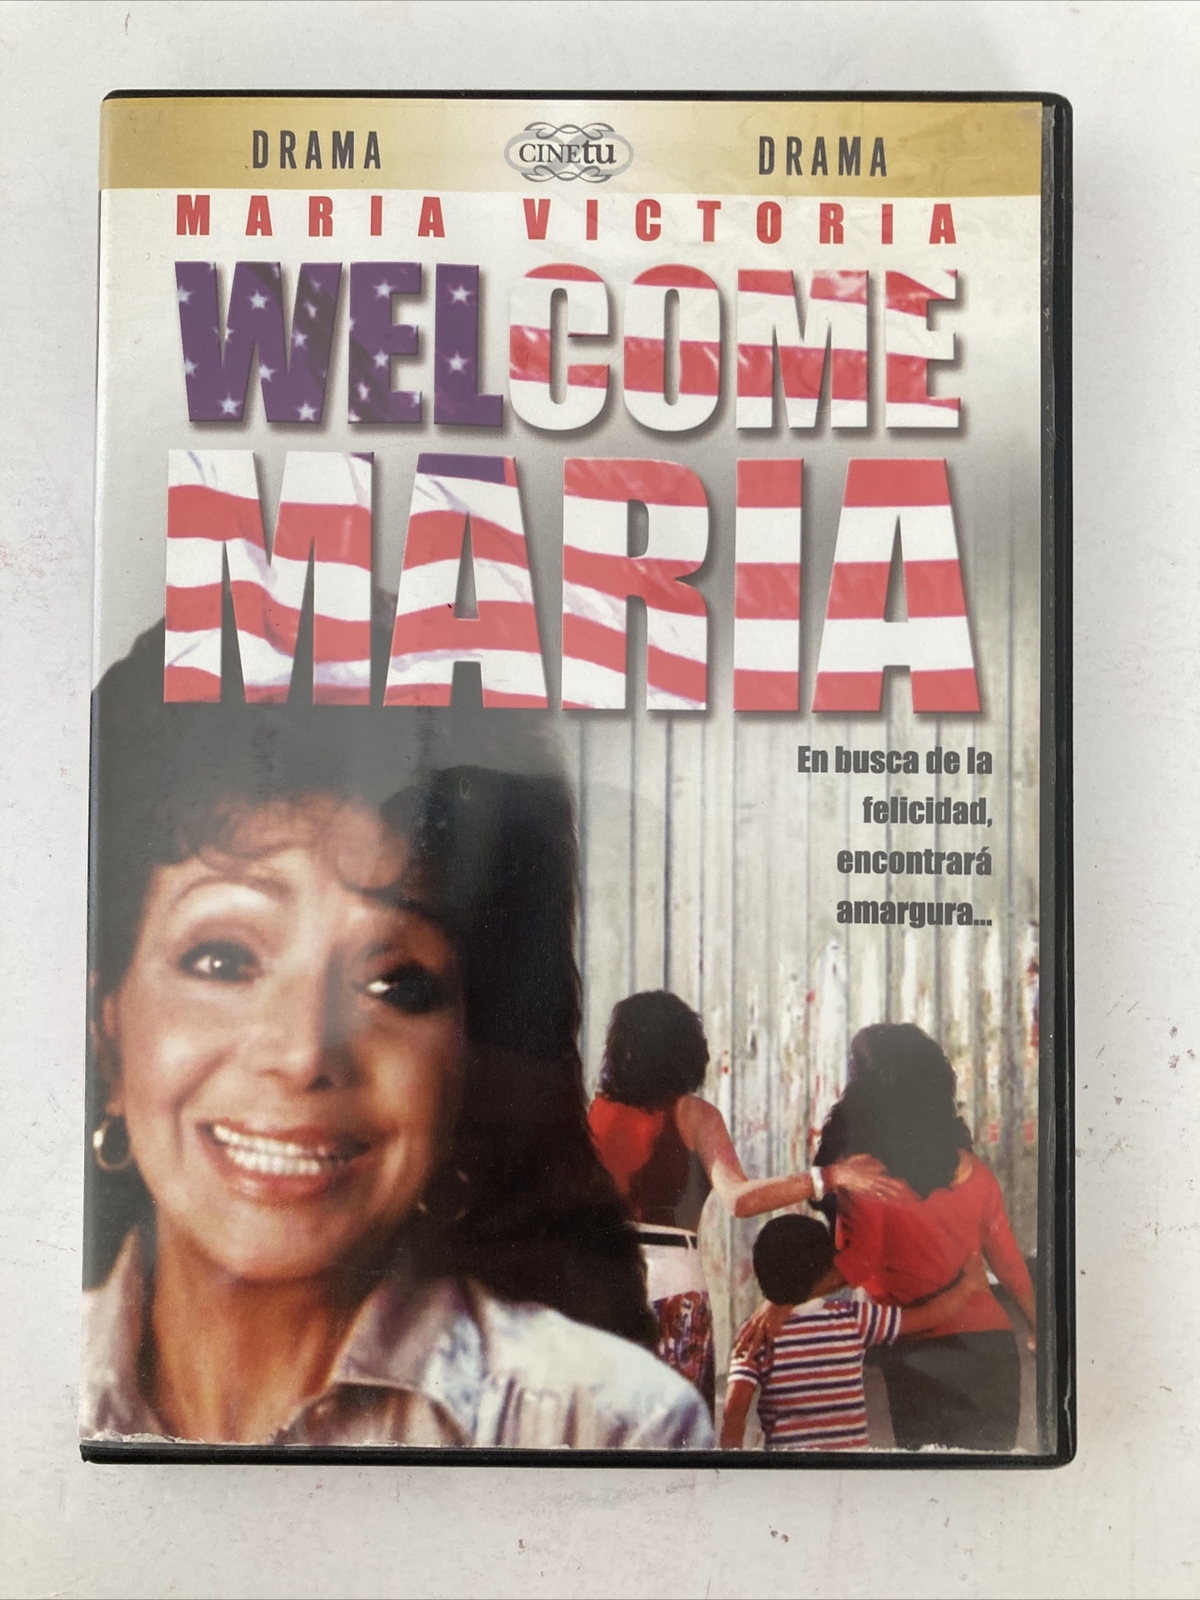 DRAMA CINEtu DRAMA
MARIA VICTORIA
WELCOME
MARIA
En busca de la
felicidad,
encontrará
amargura...